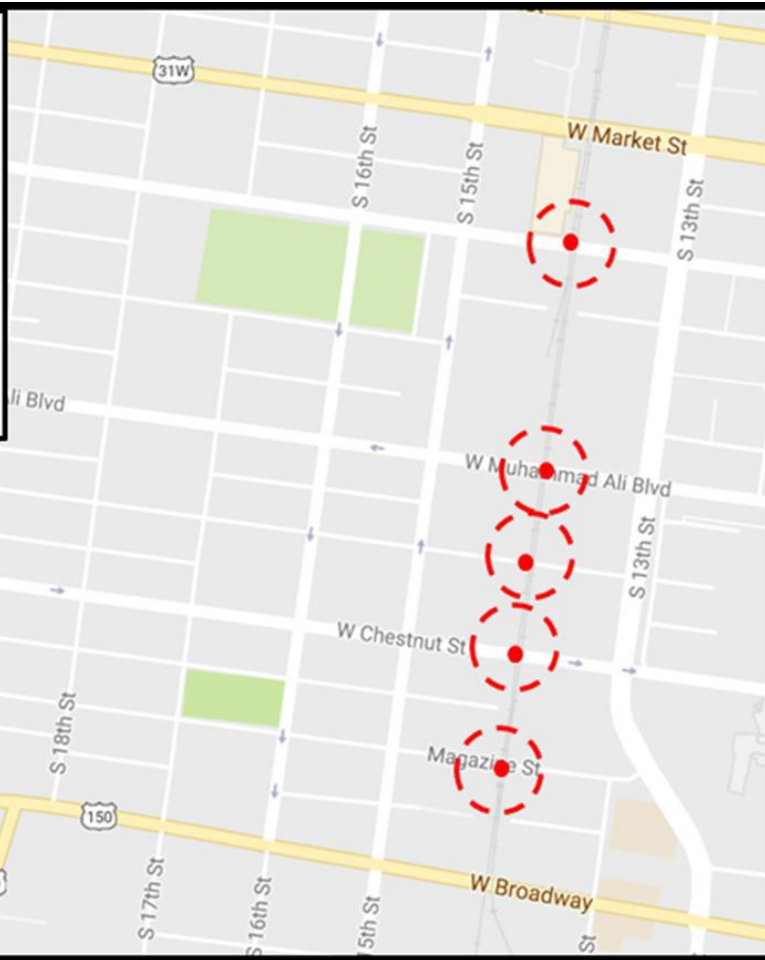 31W
W Market St
S 16th St
S 15th St
S 13th St
li Blvd
W Muhammad Ali Blvd
S 13th St
W Chestnut St
S 18th St
Magazine St
150
W Broadway
S 17th St
16th St
5th St
St